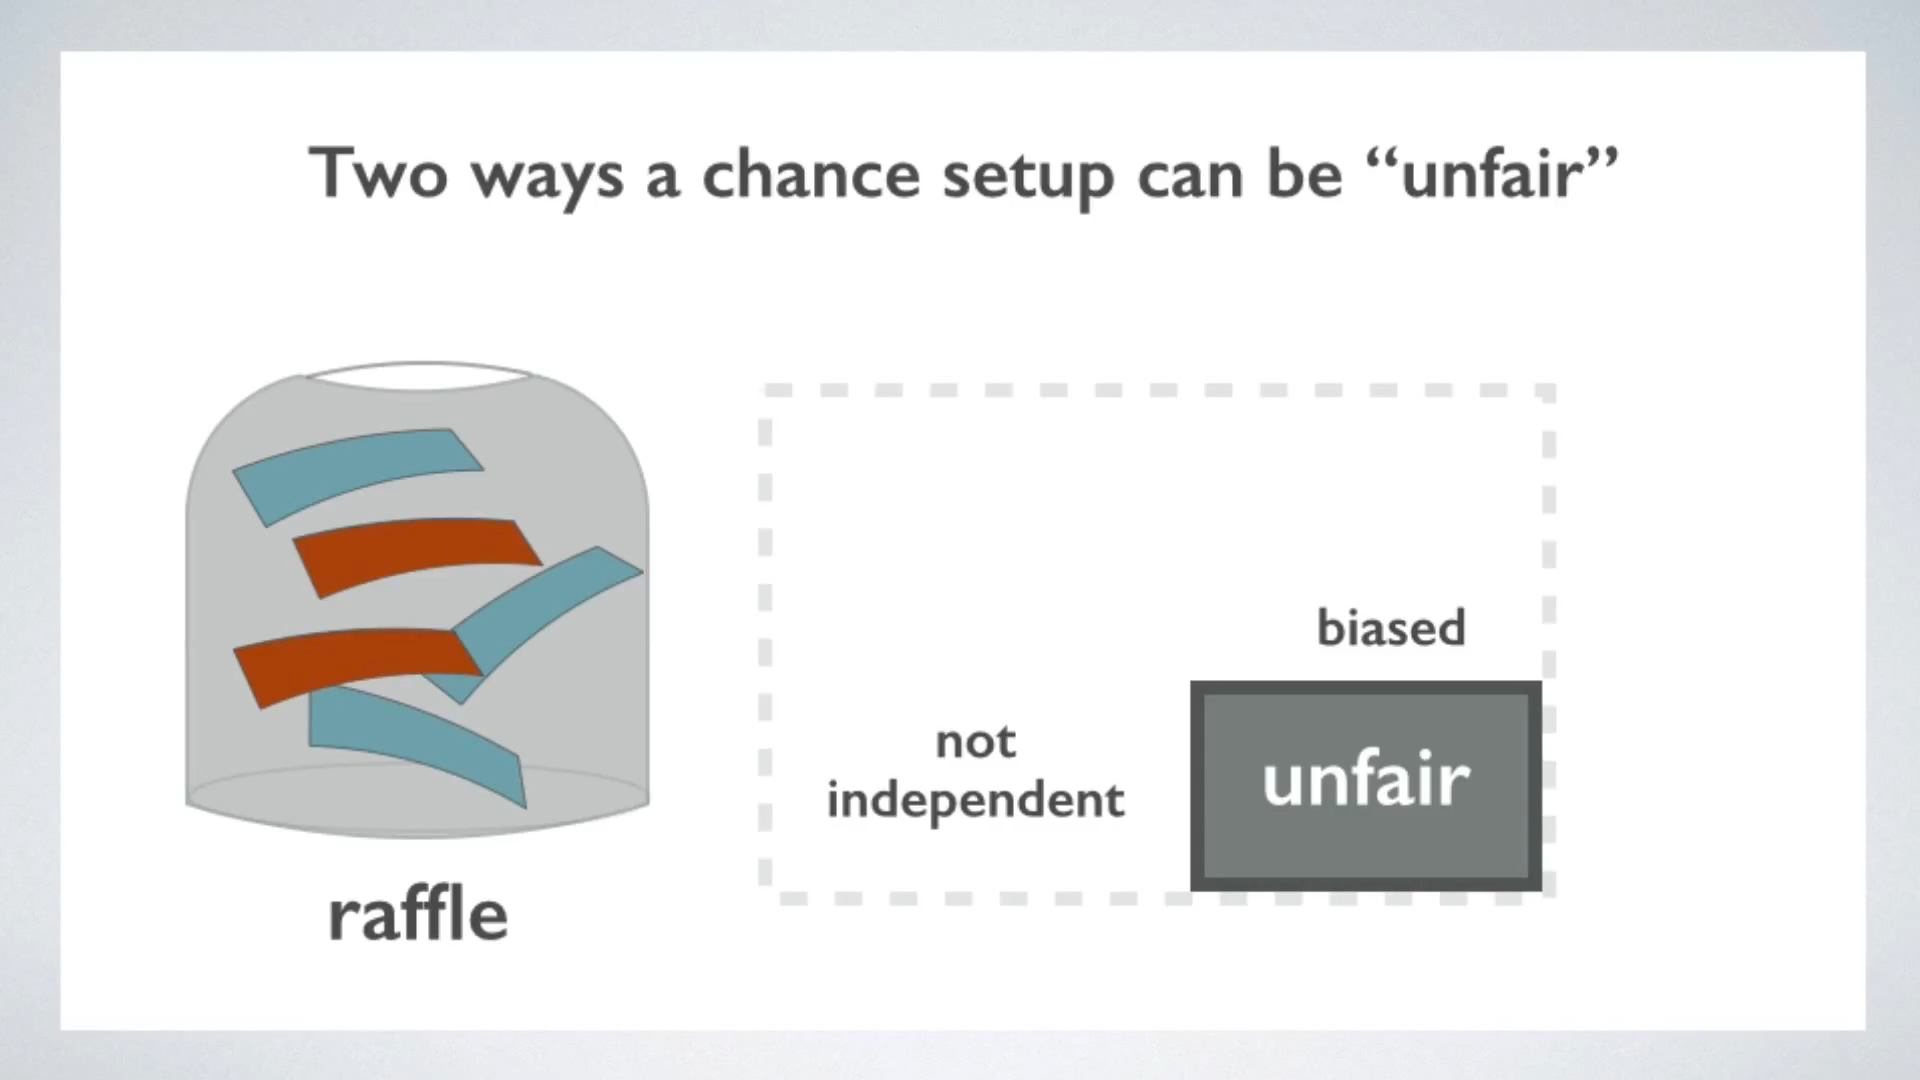 Two ways a chance setup can be “unfair”
biased
not
independent
unfair
raffle